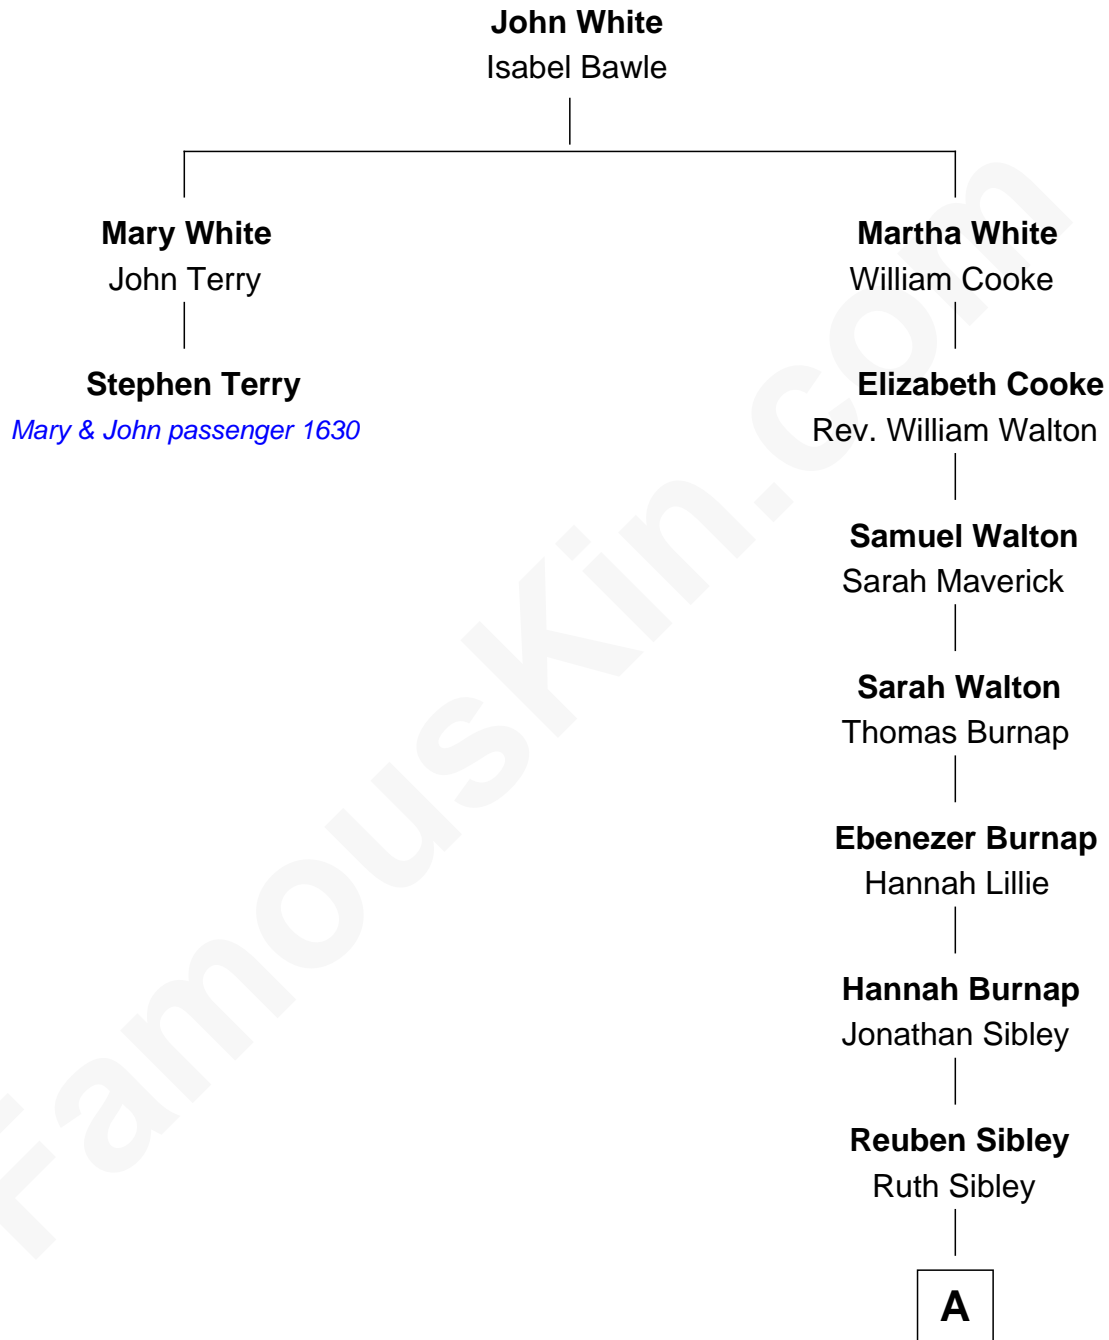 John White
Isabel Bawle
Mary White
John Terry
Stephen Terry
Mary & John passenger 1630
Martha White
William Cooke
Elizabeth Cooke
Rev. William Walton
Samuel Walton
Sarah Maverick
Sarah Walton
Thomas Burnap
Ebenezer Burnap
Hannah Lillie
Hannah Burnap
Jonathan Sibley
Reuben Sibley
Ruth Sibley
A
FamousKin.com